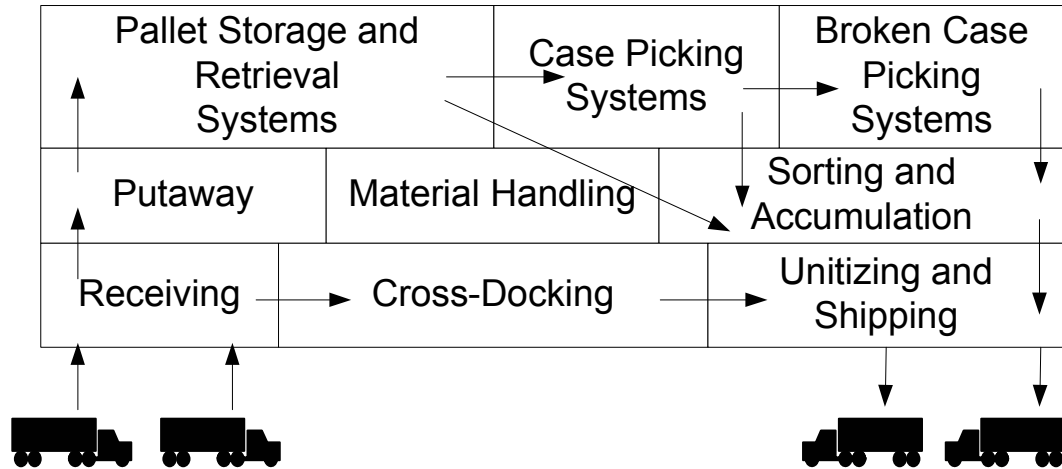 Pallet Storage and
Retrieval
Systems
Case Picking
Systems
Broken Case
Picking
Systems
Putaway
Material Handling
Sorting and
Accumulation
Receiving
Cross-Docking
Unitizing and
Shipping